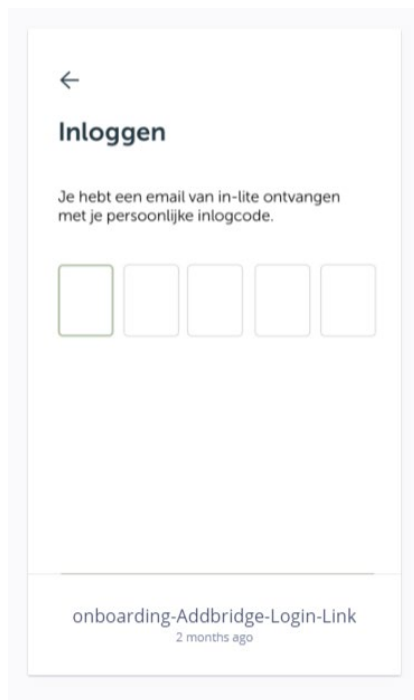 Inloggen
Je hebt een email van in-lite ontvangen
met je persoonlijke inlogcode.
onboarding-Addbridge-Login-Link
2 months ago